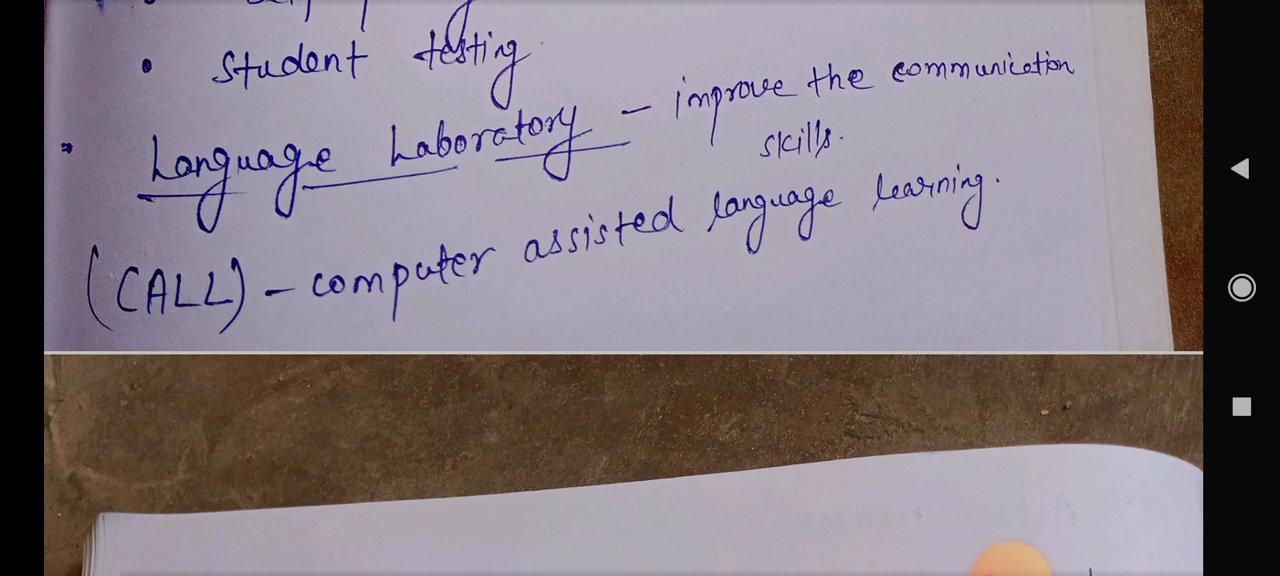 • Student testing.
Language Laboratory – improve the communication
skills.
(CALL) – computer assisted language learning.